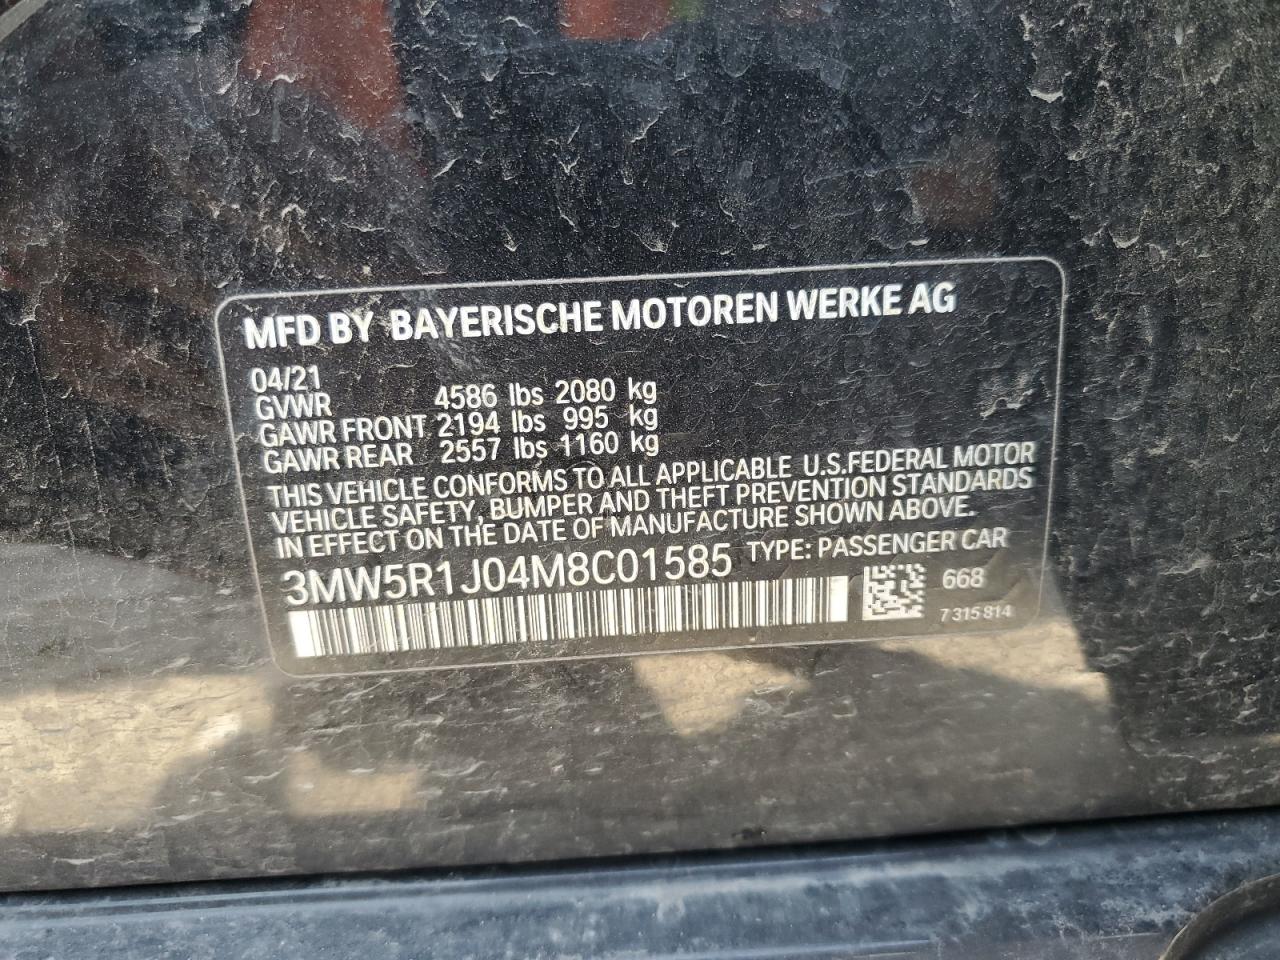 MFD BY BAYERISCHE MOTOREN WERKE AG
04/21
GVWR 4586 lbs 2080 kg
GAWR FRONT 2194 lbs 995 kg
GAWR REAR 2557 lbs 1160 kg
THIS VEHICLE CONFORMS TO ALL APPLICABLE U.S.FEDERAL MOTOR
VEHICLE SAFETY, BUMPER AND THEFT PREVENTION STANDARDS
IN EFFECT ON THE DATE OF MANUFACTURE SHOWN ABOVE.
3MW5R1J04M8C01585 TYPE: PASSENGER CAR
668
7 315 814